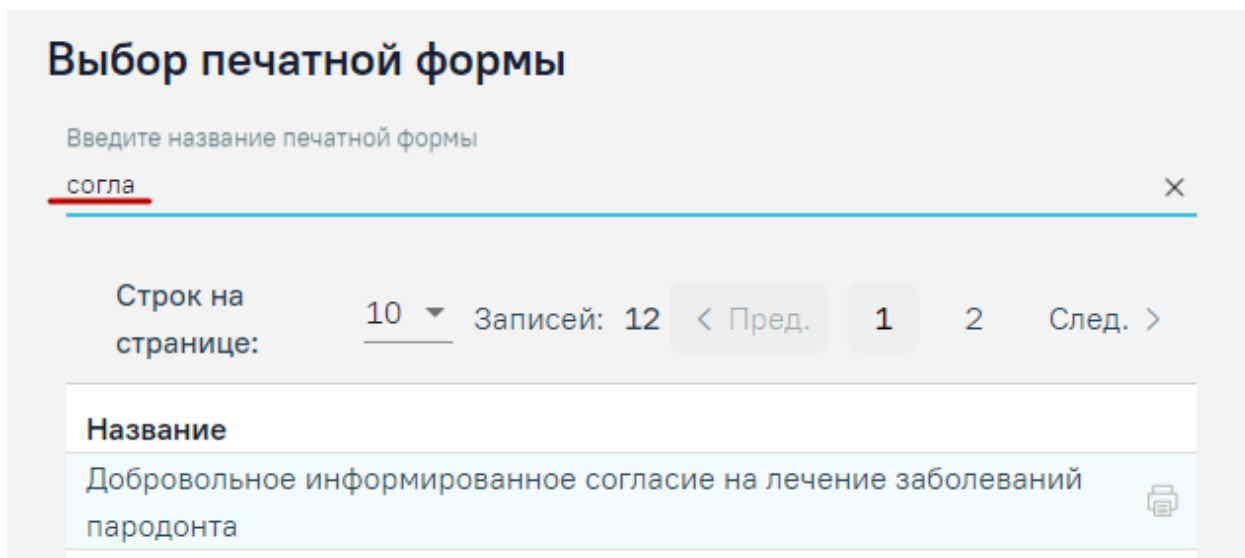 Выбор печатной формы
Введите название печатной формы
согла
Строк на
странице:
10 Записей: 12 < Пред. 1 2 След. >
Название
Добровольное информированное согласие на лечение заболеваний
пародонта